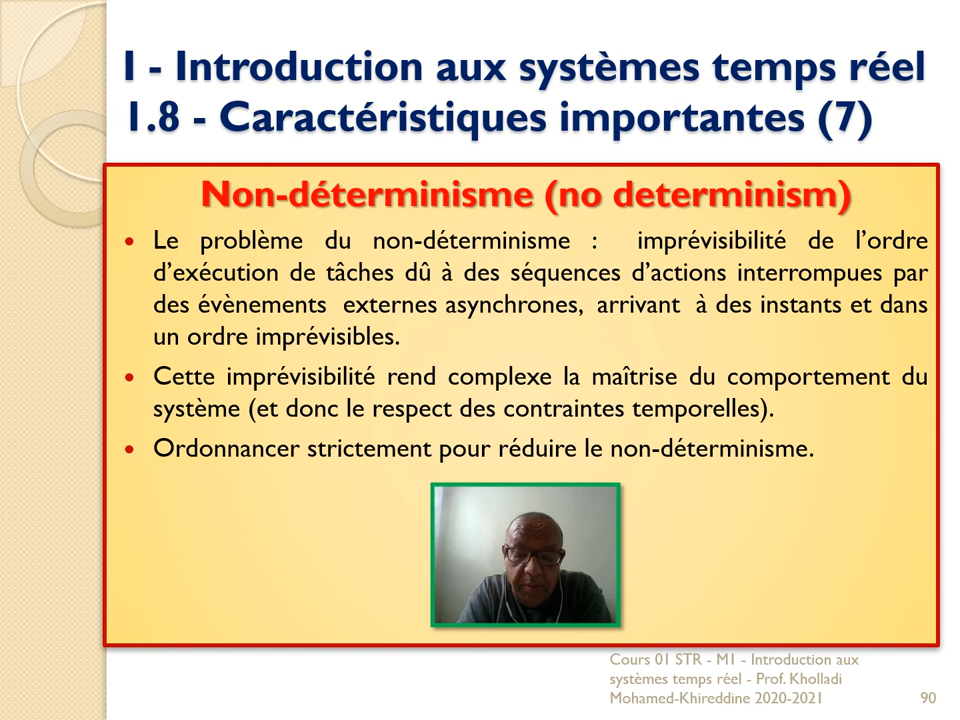 I - Introduction aux systèmes temps réel
1.8 - Caractéristiques importantes (7)
Non-déterminisme (no determinism)
• Le problème du non-déterminisme : imprévisibilité de l’ordre
d’exécution de tâches dû à des séquences d’actions interrompues par
des évènements externes asynchrones, arrivant à des instants et dans
un ordre imprévisibles.
• Cette imprévisibilité rend complexe la maîtrise du comportement du
système (et donc le respect des contraintes temporelles).
• Ordonnancer strictement pour réduire le non-déterminisme.
Cours 01 STR - M1 - Introduction aux
systèmes temps réel - Prof. Kholladi
Mohamed-Khireddine 2020-2021
90